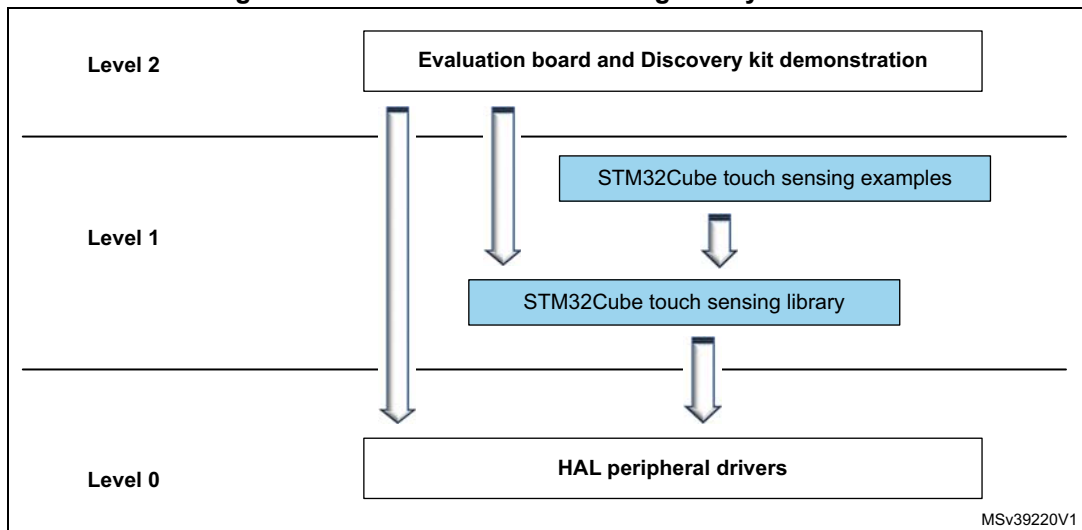 Level 2
Evaluation board and Discovery kit demonstration
STM32Cube touch sensing examples
Level 1
STM32Cube touch sensing library
HAL peripheral drivers
Level 0
MSv39220V1